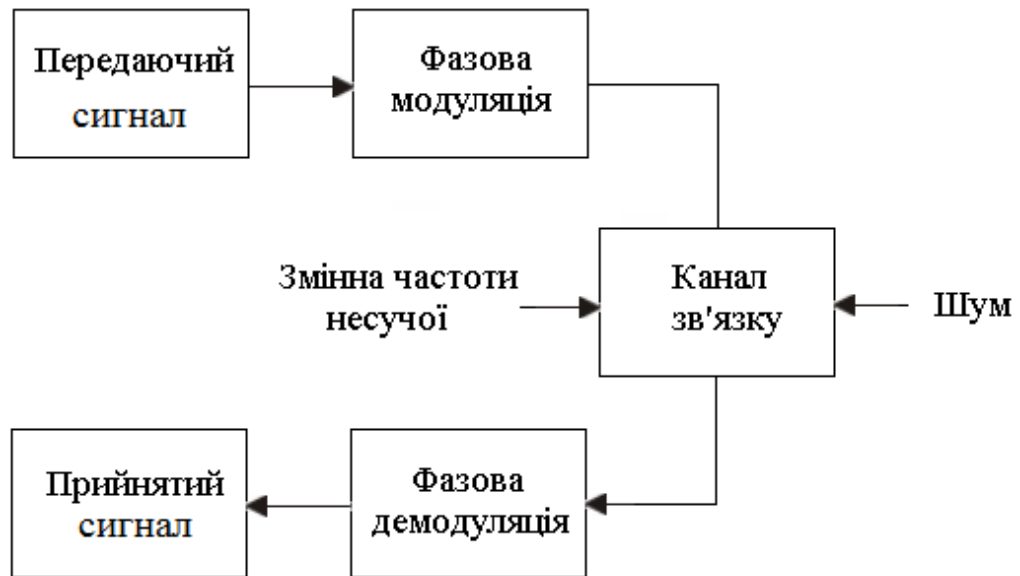 Передаючий
сигнал
Фазова
модуляція
Змінна частоти
несучої
Канал
зв'язку
Шум
Прийнятий
сигнал
Фазова
демодуляція